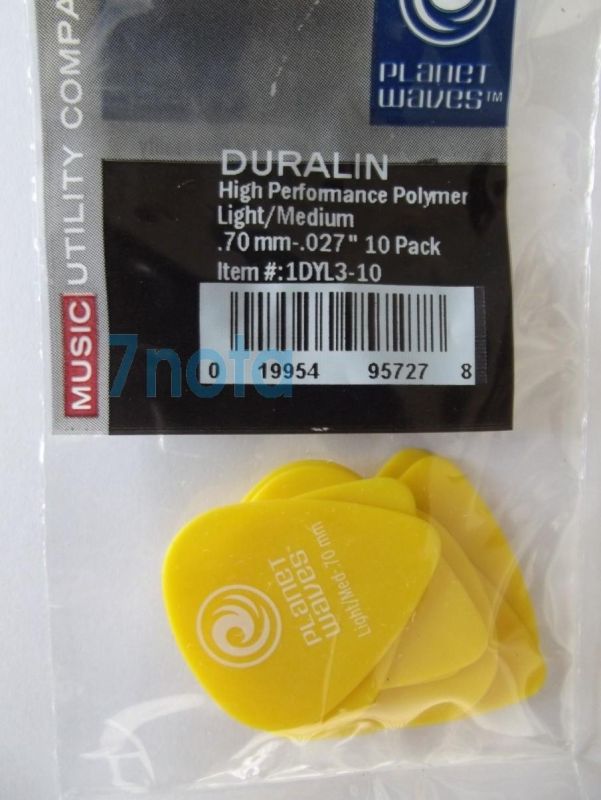 PLANET
WAVES™
MUSIC UTILITY COMPA
DURALIN
High Performance Polymer
Light/Medium
.70 mm-.027" 10 Pack
Item #:1DYL3-10
0 19954 95727 8
7nota
PLANET
WAVES™
Light/Med-.70 mm